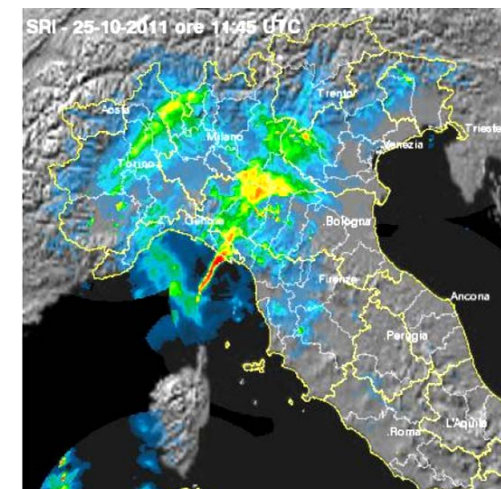 SRI - 25-10-2011 ore 11:45 UTC
Trento
Aosta
Milano
Trieste
Venezia
Torino
Genova
.Bologna
Firenze
Ancona
Perugia
L'Aquila
.Roma